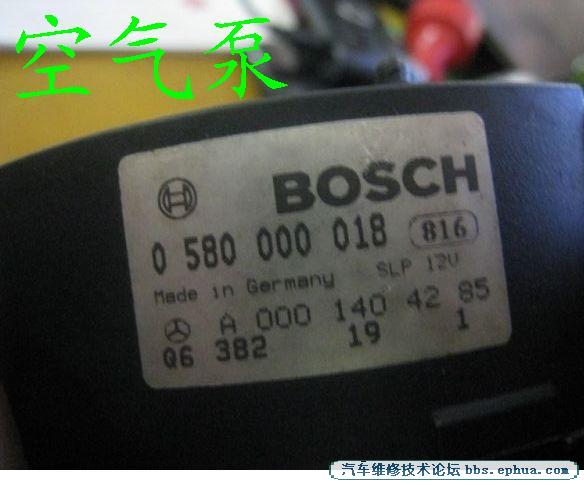 空气泵
BOSCH
0 580 000 018 816
Made in Germany SLP 12V
A 000 140 42 85
Q6 382 19 1
汽车维修技术论坛 bbs.ephua.com